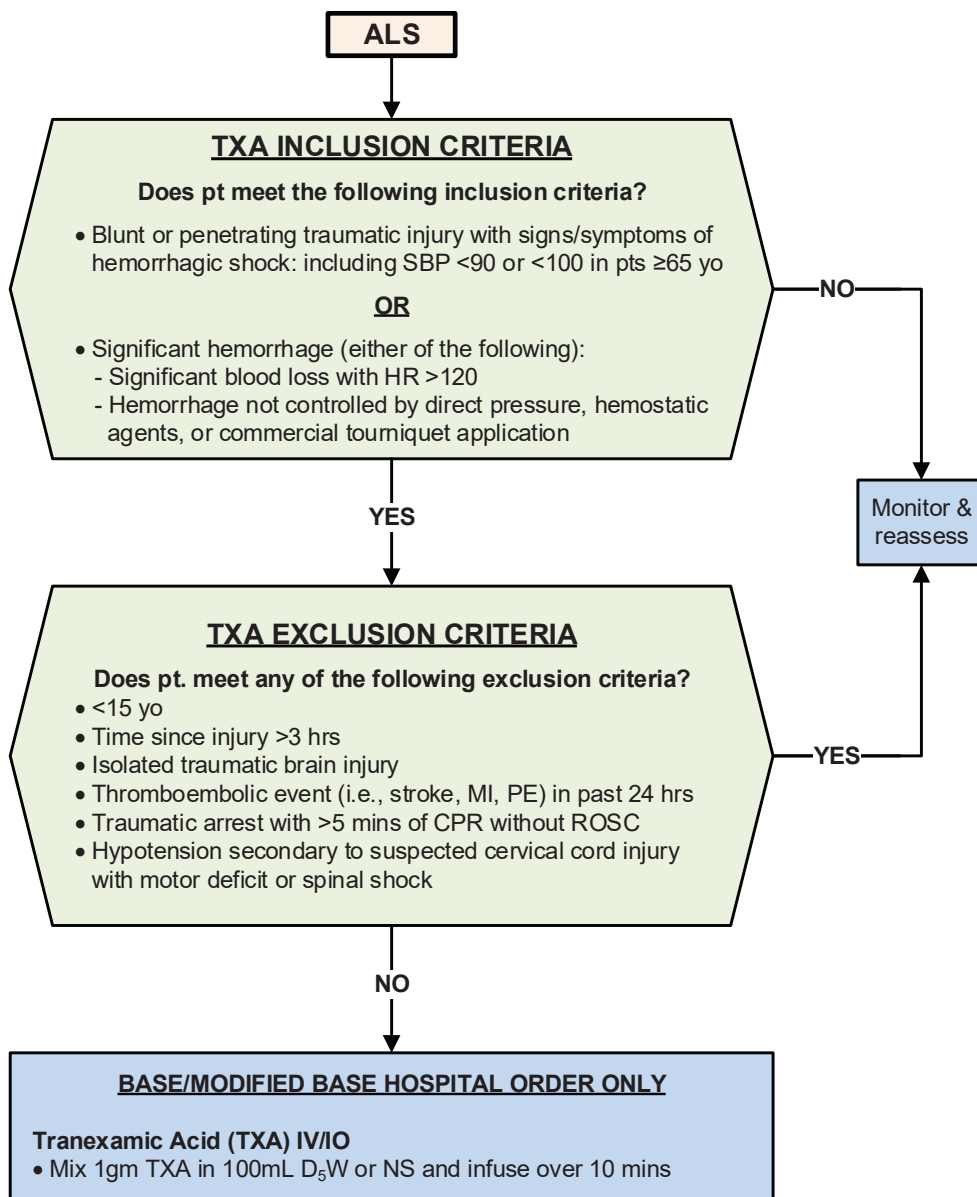 ALS
TXA INCLUSION CRITERIA
Does pt meet the following inclusion criteria?
• Blunt or penetrating traumatic injury with signs/symptoms of
hemorrhagic shock: including SBP <90 or <100 in pts ≥65 yo
OR
• Significant hemorrhage (either of the following):
- Significant blood loss with HR >120
- Hemorrhage not controlled by direct pressure, hemostatic
agents, or commercial tourniquet application
NO
YES
Monitor &
reassess
TXA EXCLUSION CRITERIA
Does pt. meet any of the following exclusion criteria?
• <15 yo
• Time since injury >3 hrs
• Isolated traumatic brain injury
• Thromboembolic event (i.e., stroke, MI, PE) in past 24 hrs
• Traumatic arrest with >5 mins of CPR without ROSC
• Hypotension secondary to suspected cervical cord injury
with motor deficit or spinal shock
YES
NO
BASE/MODIFIED BASE HOSPITAL ORDER ONLY
Tranexamic Acid (TXA) IV/IO
• Mix 1gm TXA in 100mL D₅W or NS and infuse over 10 mins